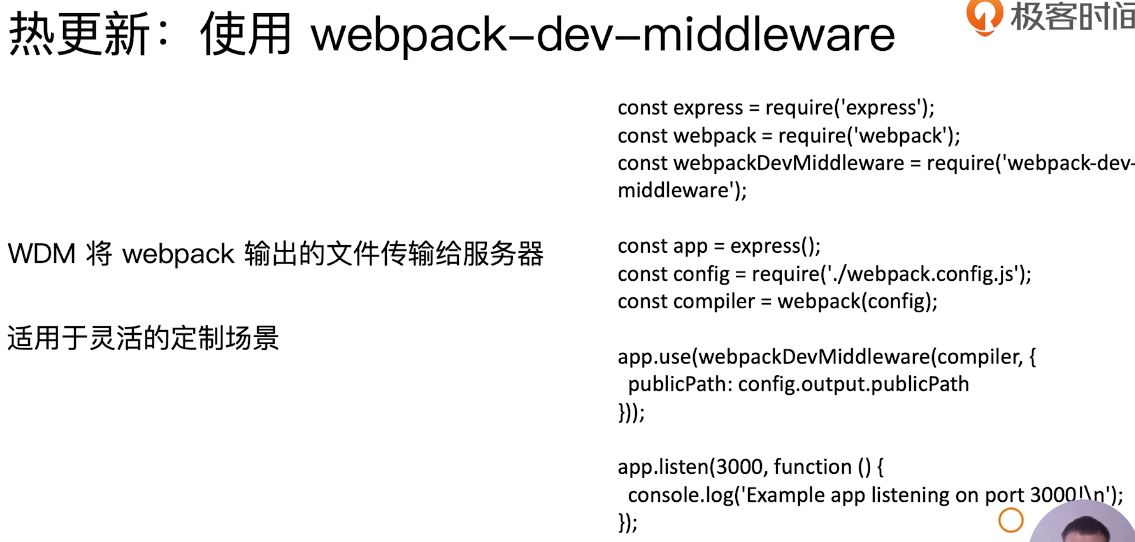 热更新：使用 webpack-dev-middleware
极客时间
WDM 将 webpack 输出的文件传输给服务器
适用于灵活的定制场景
const express = require('express');
const webpack = require('webpack');
const webpackDevMiddleware = require('webpack-dev-
middleware');
const app = express();
const config = require('./webpack.config.js');
const compiler = webpack(config);
app.use(webpackDevMiddleware(compiler, {
publicPath: config.output.publicPath
}));
app.listen(3000, function () {
console.log('Example app listening on port 3000!\n');
});